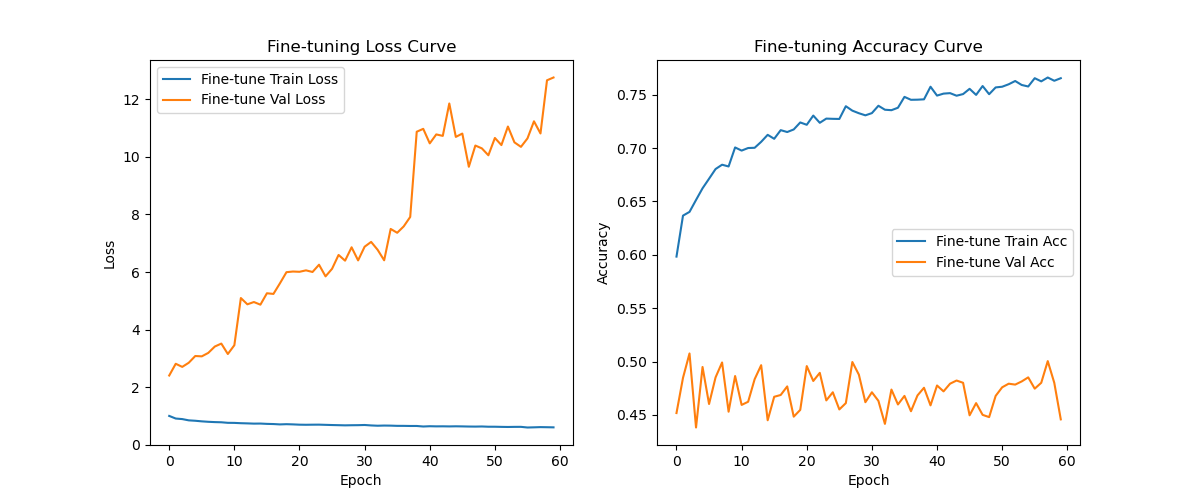 Fine-tuning Loss Curve
Fine-tune Train Loss
Fine-tune Val Loss
12
10
8
6
4
2
0
Loss
0 10 20 30 40 50 60
Epoch
Fine-tuning Accuracy Curve
0.75
0.70
0.65
0.60
0.55
0.50
0.45
Accuracy
Fine-tune Train Acc
Fine-tune Val Acc
0 10 20 30 40 50 60
Epoch